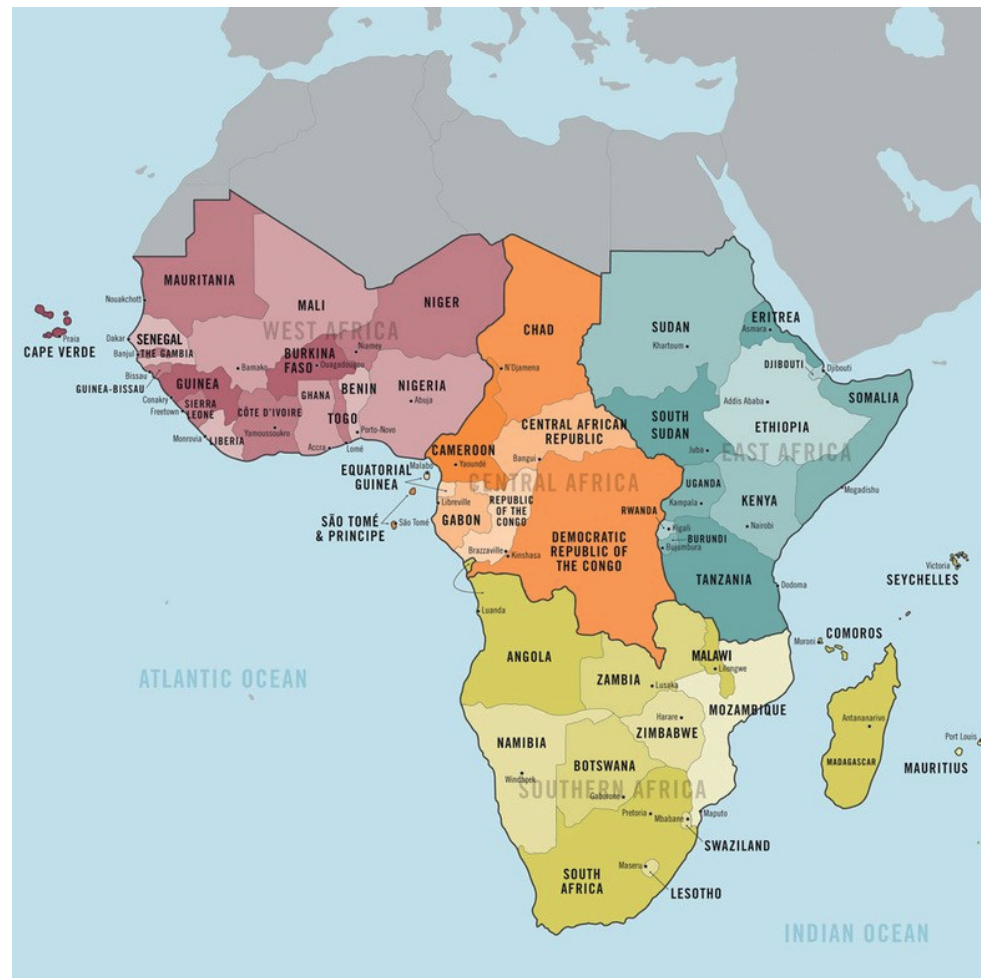 MAURITANIA
Nouakchott
MALI
NIGER
WEST AFRICA
CHAD
SUDAN
Khartoum
ERITREA
Asmara
Praia
CAPE VERDE
Dakar
SENEGAL
Banjul
THE GAMBIA
Bissau
GUINEA-BISSAU
Bamako
BURKINA
FASO
Ouagadougou
Niamey
N'Djamena
DJIBOUTI
Djibouti
GUINEA
Conakry
SIERRA
LEONE
Freetown
CÔTE D'IVOIRE
Yamoussoukro
GHANA
BENIN
TOGO
NIGERIA
Abuja
Porto-Novo
Lomé
Accra
Monrovia
LIBERIA
SOMALIA
Addis Ababa
ETHIOPIA
EAST AFRICA
SOUTH
SUDAN
Juba
CENTRAL AFRICAN
REPUBLIC
Bangui
CAMEROON
Yaoundé
CENTRAL AFRICA
Malabo
EQUATORIAL
GUINEA
Libreville
GABON
REPUBLIC
OF THE
CONGO
SÃO TOMÉ
& PRINCIPE
São Tomé
Brazzaville
Kinshasa
DEMOCRATIC
REPUBLIC OF
THE CONGO
UGANDA
Kampala
KENYA
Nairobi
Mogadishu
RWANDA
Kigali
BURUNDI
Bujumbura
TANZANIA
Dodoma
Victoria
SEYCHELLES
Luanda
ANGOLA
ATLANTIC OCEAN
ZAMBIA
Lusaka
MALAWI
Lilongwe
Moroni
COMOROS
MOZAMBIQUE
Harare
ZIMBABWE
NAMIBIA
Windhoek
BOTSWANA
Gaborone
SOUTHERN AFRICA
Antananarivo
MADAGASCAR
Port Louis
MAURITIUS
Pretoria
Mbabane
Maputo
SWAZILAND
Maseru
LESOTHO
SOUTH
AFRICA
INDIAN OCEAN